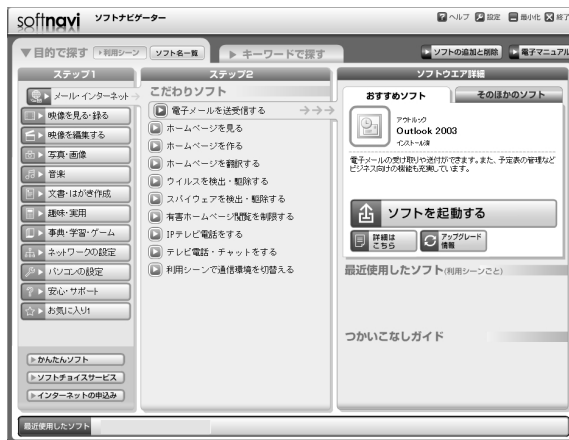 softnavi ソフトナビゲーター
ヘルプ 設定 最小化 終了
目的で探す 利用シーン ソフト名一覧 キーワードで探す ソフトの追加と削除 電子マニュアル
ステップ1
メール・インターネット
映像を見る・録る
映像を編集する
写真・画像
音楽
文書・はがき作成
趣味・実用
事典・学習・ゲーム
ネットワークの設定
パソコンの設定
安心・サポート
お気に入り1
かんたんソフト
ソフトチョイスサービス
インターネットの申込み
ステップ2
こだわりソフト
電子メールを送受信する
ホームページを見る
ホームページを作る
ホームページを翻訳する
ウイルスを検出・駆除する
スパイウェアを検出・駆除する
有害ホームページ閲覧を制限する
IPテレビ電話をする
テレビ電話・チャットをする
利用シーンで通信環境を切替える
ソフトウエア詳細
おすすめソフト そのほかのソフト
アウトルック
Outlook 2003
インストール済
電子メールの受け取りや送付ができます。また、予定表の管理など
ビジネス向けの機能も充実しています。
ソフトを起動する
詳細は
こちら
アップグレード
情報
最近使用したソフト(利用シーンごと)
つかいこなしガイド
最近使用したソフト